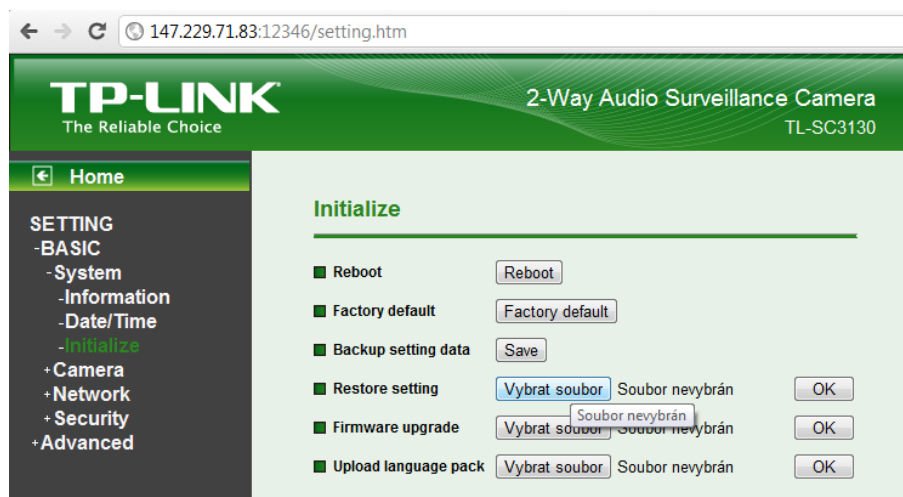 147.229.71.83:12346/setting.htm
TP-LINK
The Reliable Choice
2-Way Audio Surveillance Camera
TL-SC3130
Home
SETTING
-BASIC
-System
-Information
-Date/Time
-Initialize
+Camera
+Network
+Security
+Advanced
Initialize
Reboot Reboot
Factory default Factory default
Backup setting data Save
Restore setting Vybrat soubor Soubor nevybrán OK
Soubor nevybrán
Firmware upgrade Vybrat soubor Soubor nevybrán OK
Upload language pack Vybrat soubor Soubor nevybrán OK